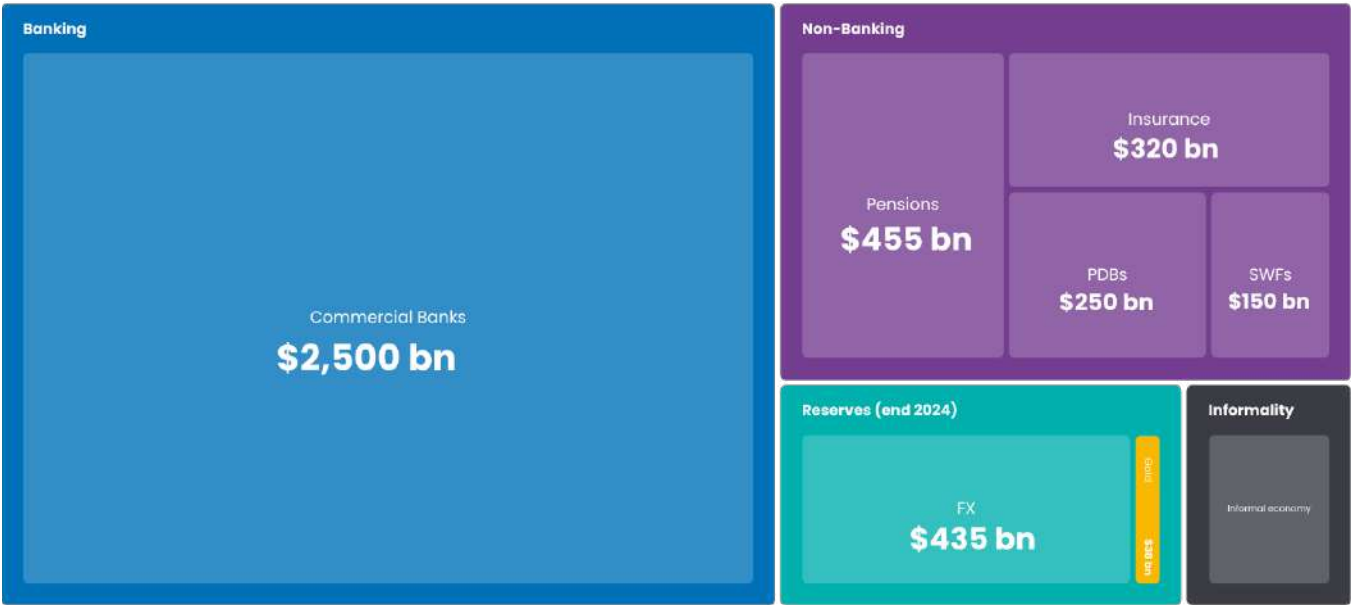 Banking
Commercial Banks
$2,500 bn
Non-Banking
Pensions
$455 bn
Insurance
$320 bn
PDBs
$250 bn
SWFs
$150 bn
Reserves (end 2024)
FX
$435 bn
Gold
Informality
Informal economy